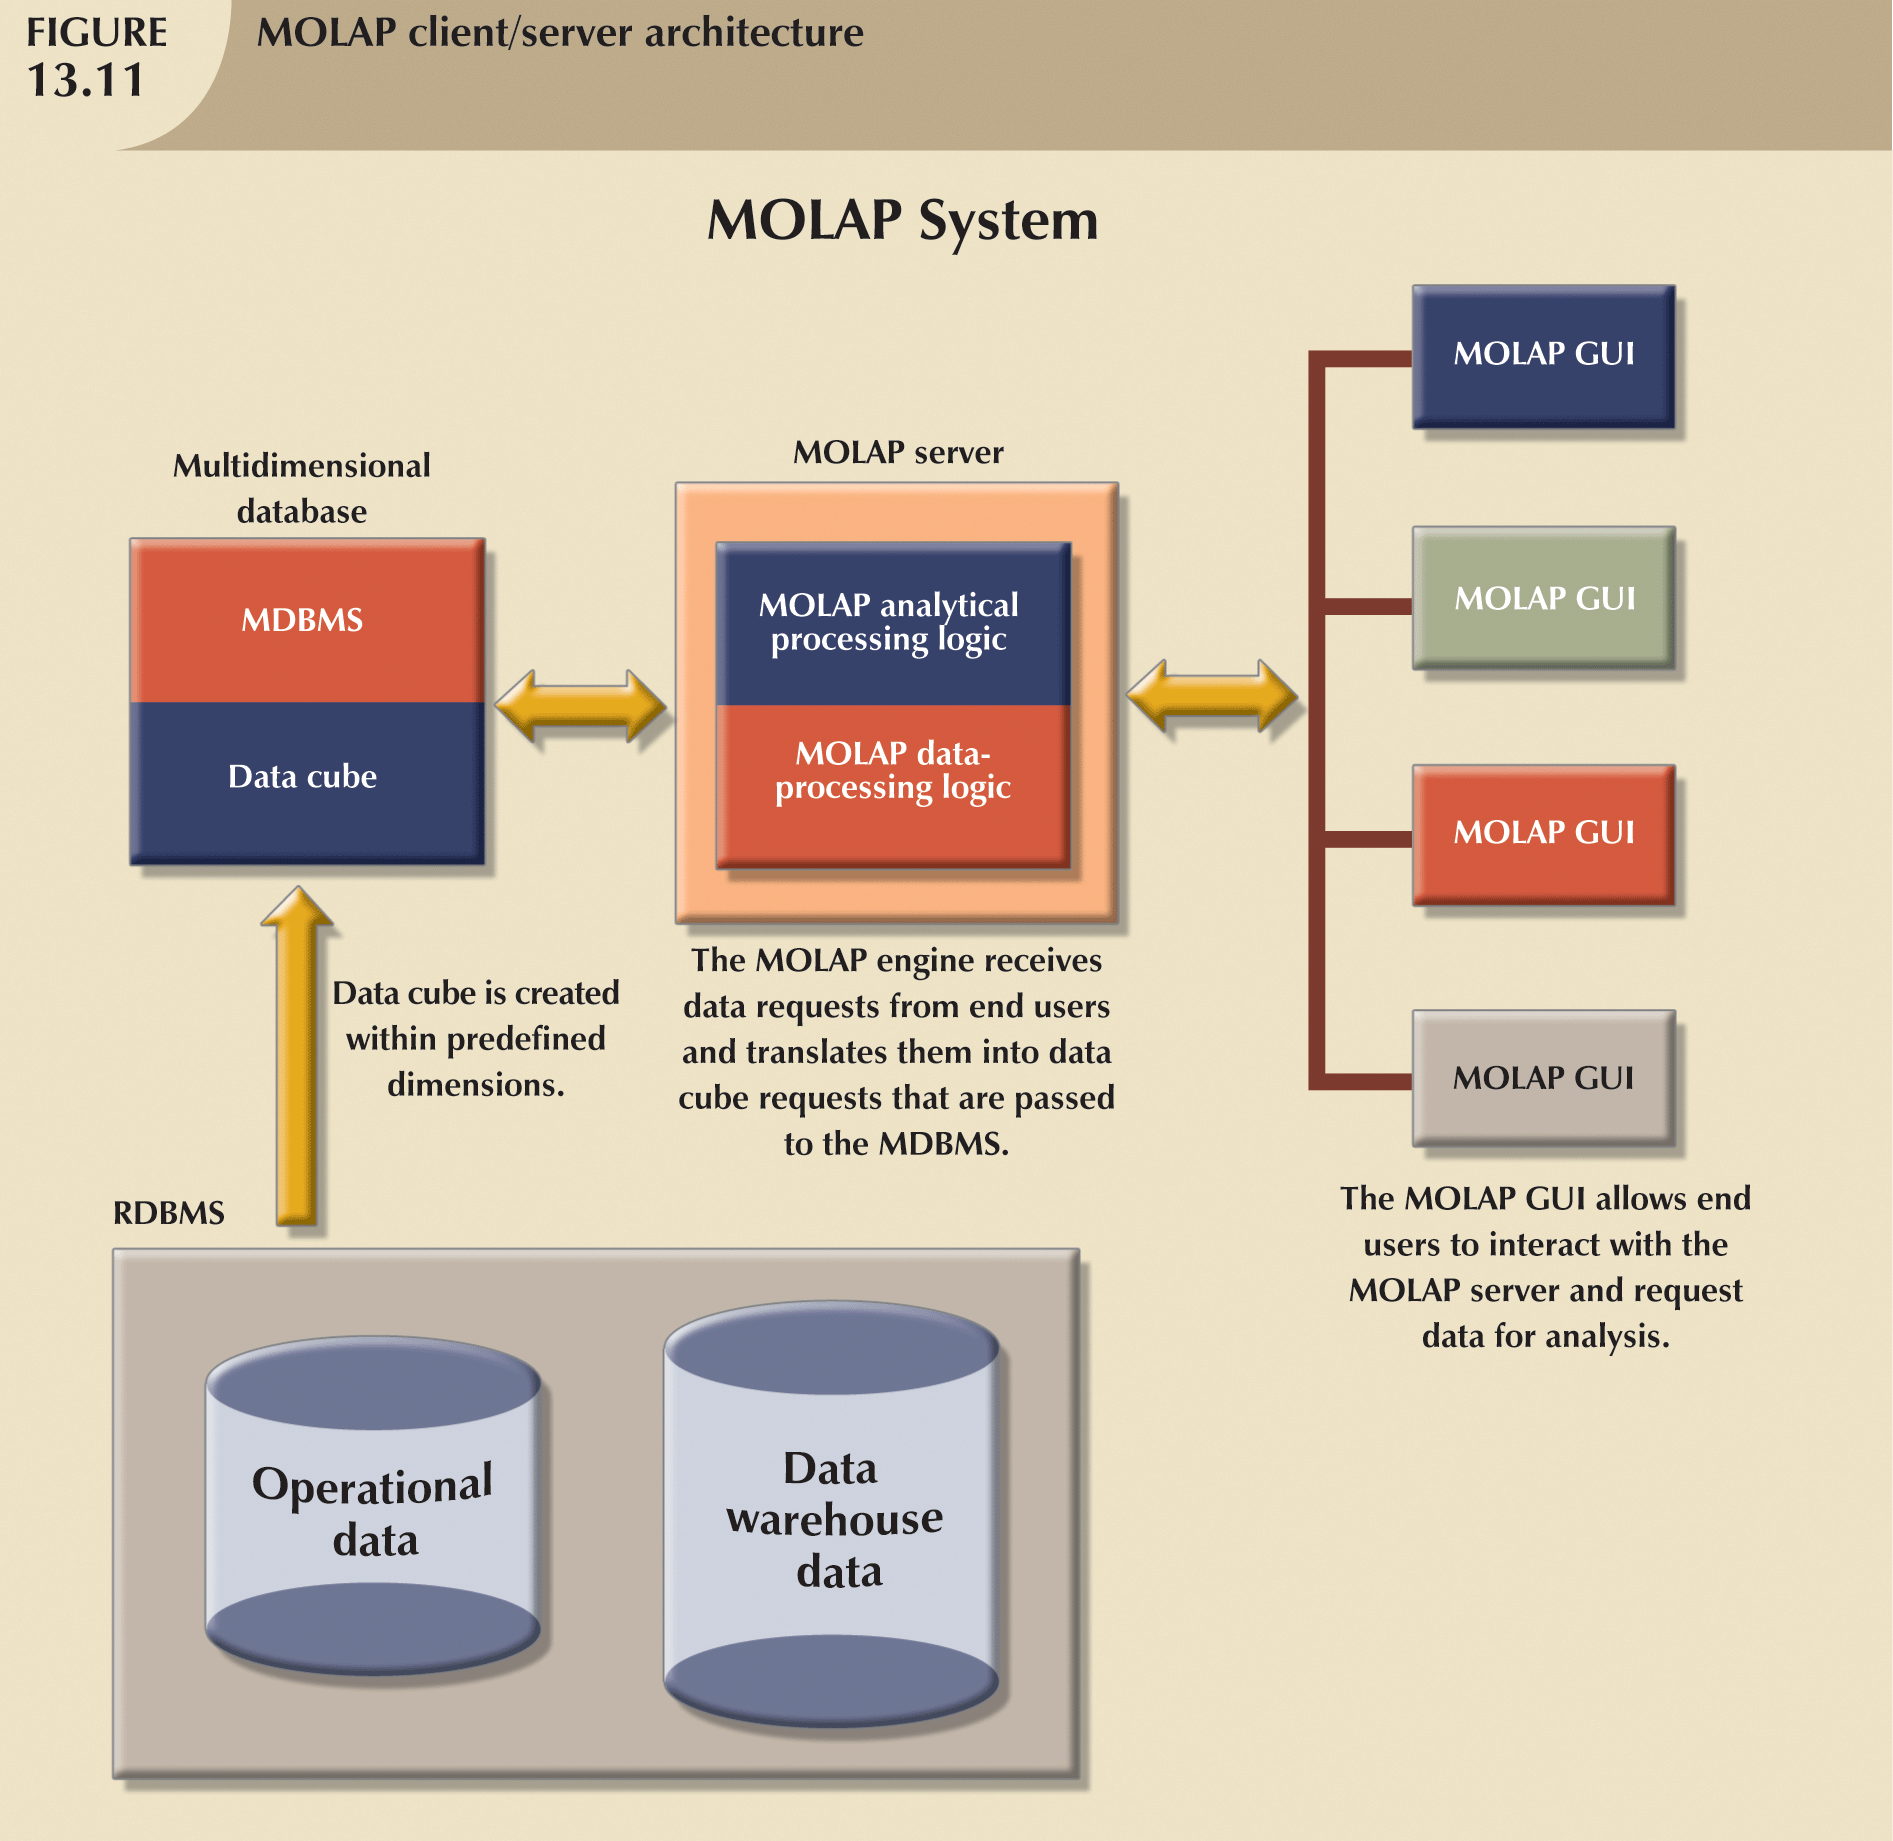 FIGURE
13.11
MOLAP client/server architecture
MOLAP System
Multidimensional
database
MDBMS
Data cube
MOLAP server
MOLAP analytical
processing logic
MOLAP data-
processing logic
MOLAP GUI
MOLAP GUI
MOLAP GUI
MOLAP GUI
Data cube is created
within predefined
dimensions.
The MOLAP engine receives
data requests from end users
and translates them into data
cube requests that are passed
to the MDBMS.
The MOLAP GUI allows end
users to interact with the
MOLAP server and request
data for analysis.
RDBMS
Operational
data
Data
warehouse
data